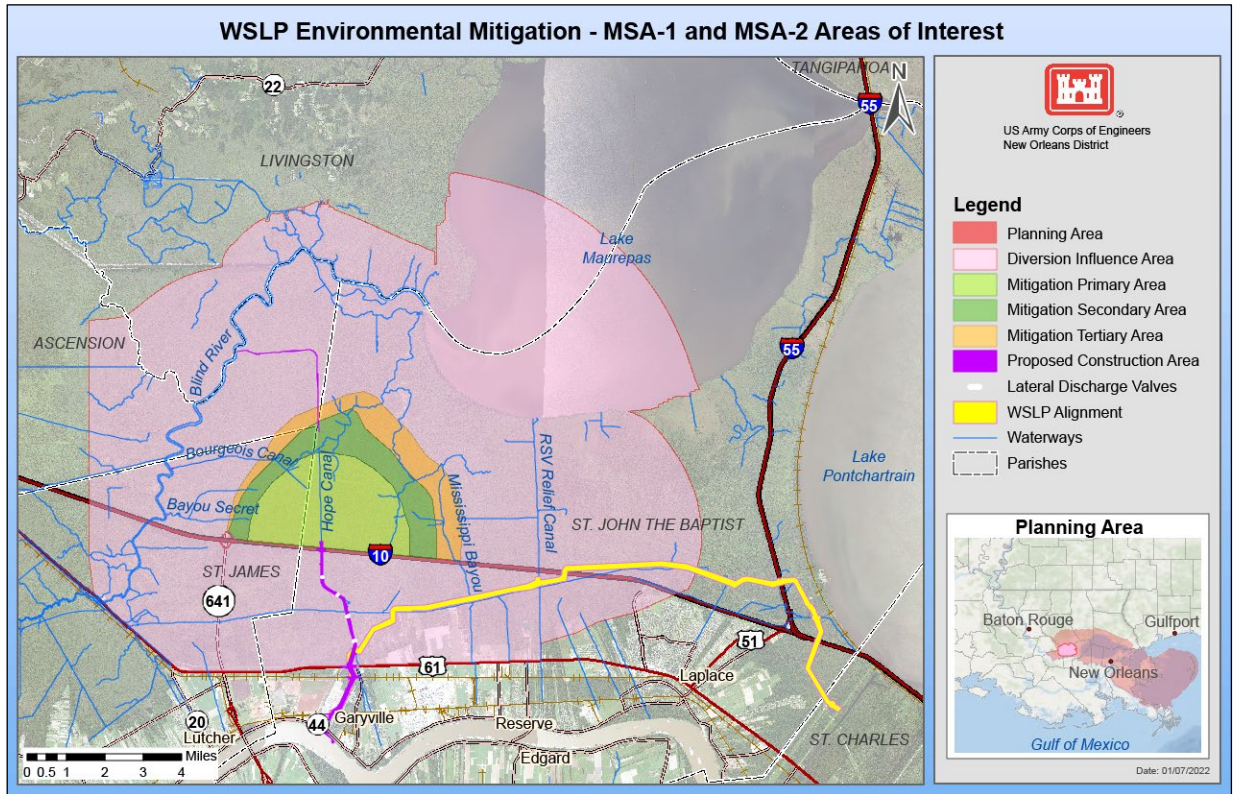 WSLP Environmental Mitigation - MSA-1 and MSA-2 Areas of Interest
TANGIPAHOA
N
22
55
LIVINGSTON
Lake
Maurepas
ASCENSION
Blind River
55
Bourgeois Canal
Hope Canal
Bayou Secret
Mississippi Bayou
RSV Relief Canal
Lake
Pontchartrain
ST. JOHN THE BAPTIST
10
ST. JAMES
641
51
61
Laplace
44
Garyville
20
Lutcher
Reserve
Edgard
ST. CHARLES
Miles
0 0.5 1 2 3 4
®
US Army Corps of Engineers
New Orleans District
Legend
Planning Area
Diversion Influence Area
Mitigation Primary Area
Mitigation Secondary Area
Mitigation Tertiary Area
Proposed Construction Area
Lateral Discharge Valves
WSLP Alignment
Waterways
Parishes
Planning Area
Baton Rouge
Gulfport
New Orleans
Gulf of Mexico
Date: 01/07/2022